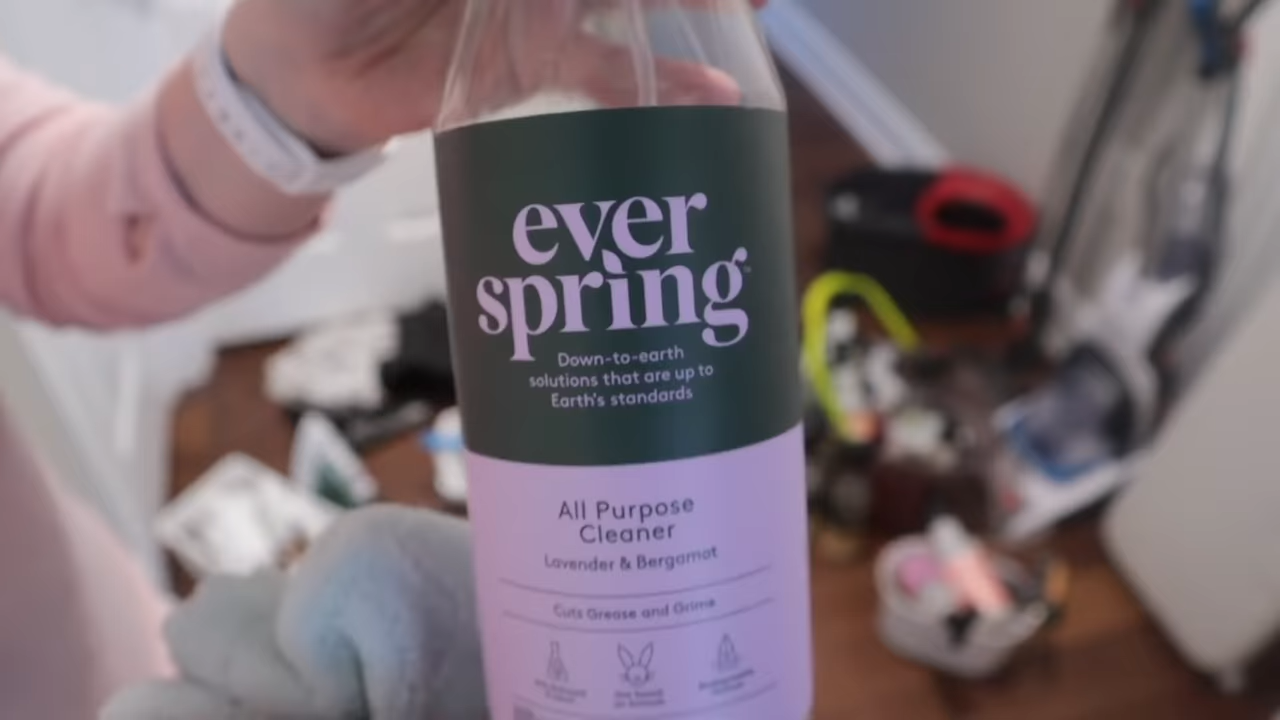 ever
spring™
Down-to-earth
solutions that are up to
Earth's standards
All Purpose
Cleaner
Lavender & Bergamot
Cuts Grease and Grime